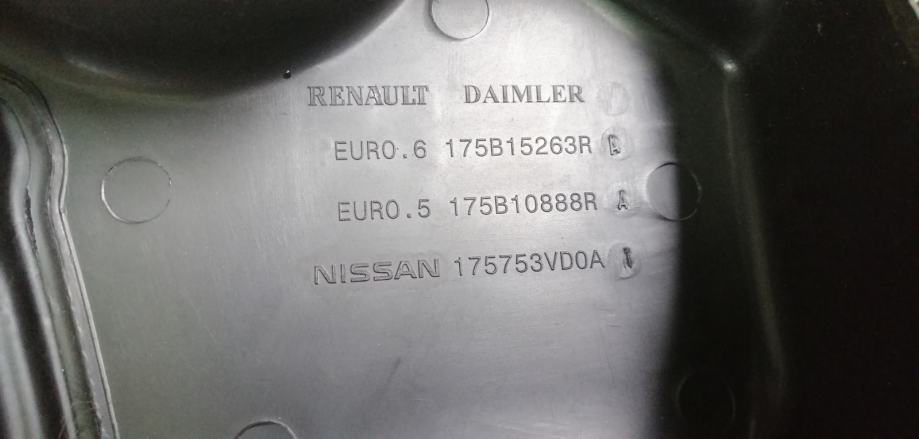 RENAULT DAIMLER
EURO.6 175B15263R
EURO.5 175B10888R A
NISSAN 175753VD0A